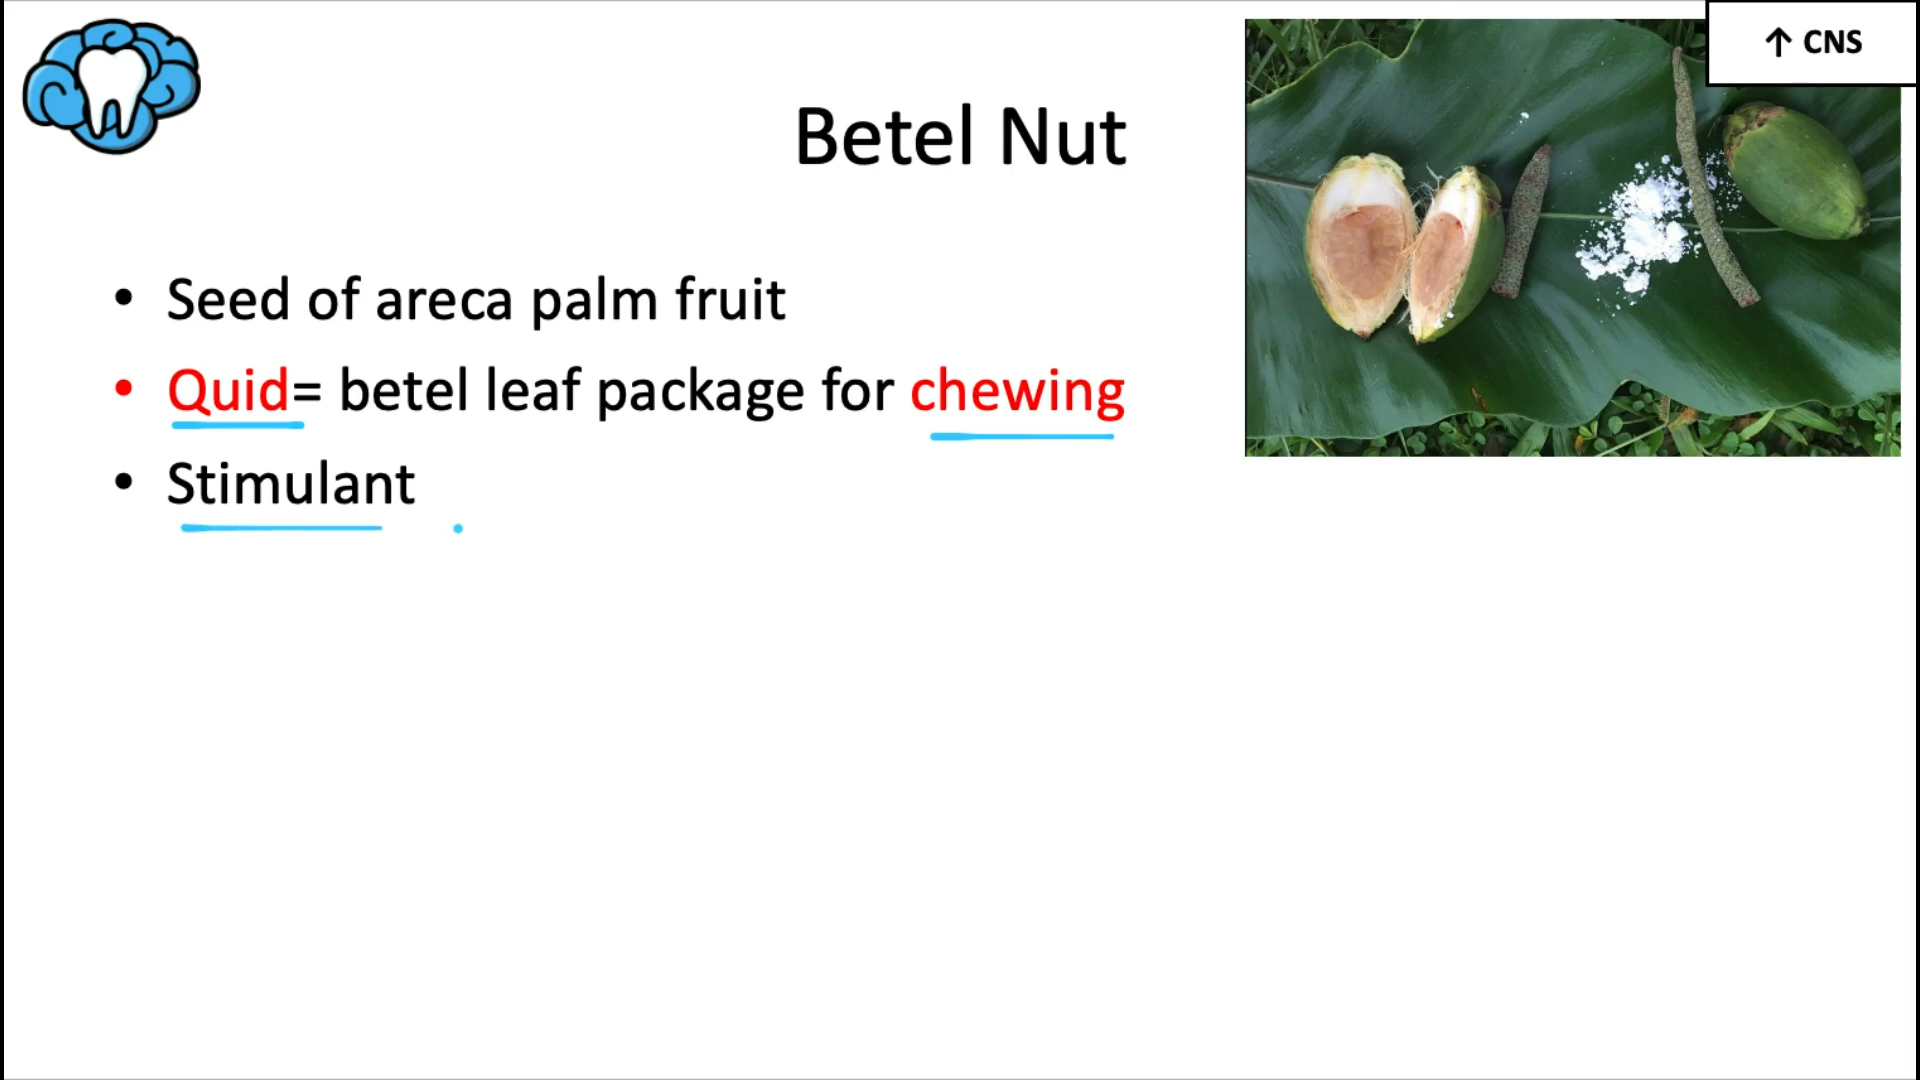 ↑ CNS
Betel Nut
• Seed of areca palm fruit
• Quid= betel leaf package for chewing
• Stimulant